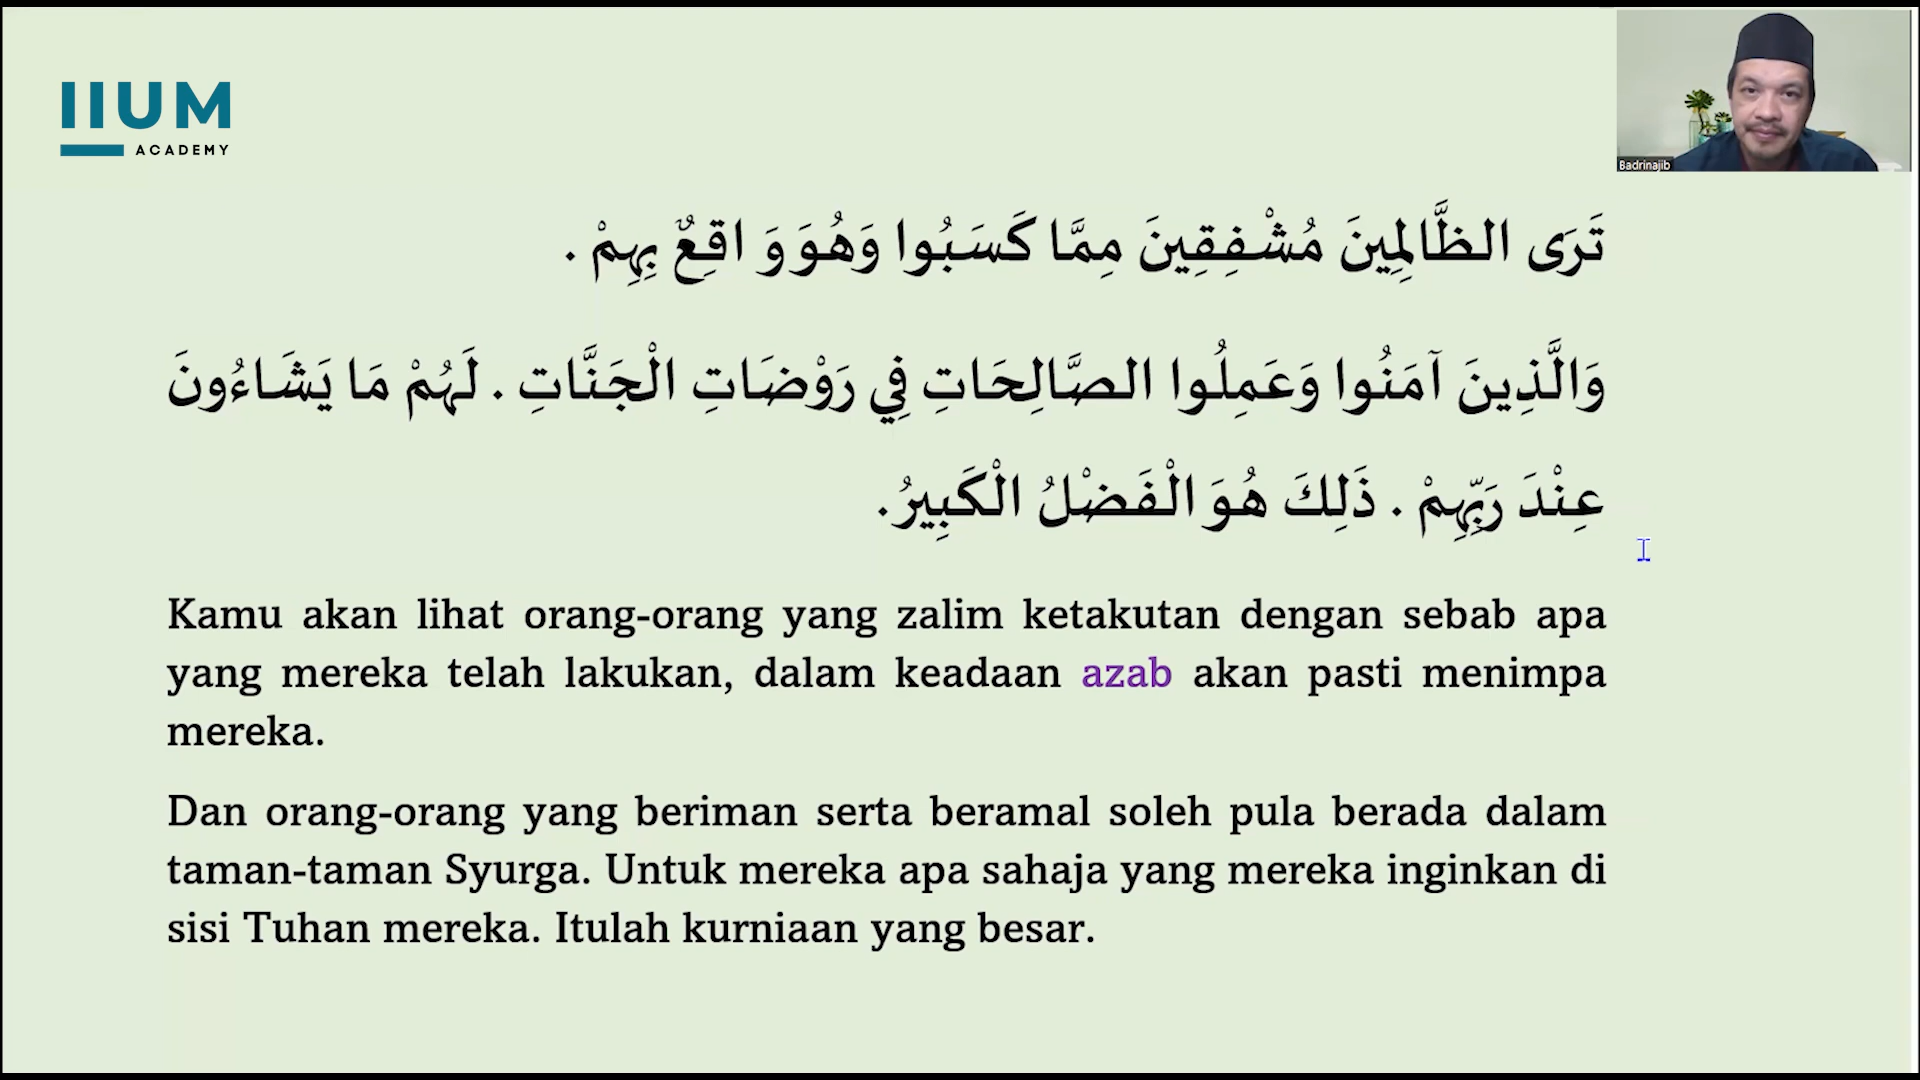 IIUM
ACADEMY
Badrinajib
تَرَى الظَّالِمِينَ مُشْفِقِينَ مِمَّا كَسَبُوا وَهُوَ وَ اقِعٌ بِهِمْ .
وَالَّذِينَ آمَنُوا وَعَمِلُوا الصَّالِحَاتِ فِي رَوْضَاتِ الْجَنَّاتِ . لَهُمْ مَا يَشَاءُونَ
عِنْدَ رَبِّهِمْ . ذَلِكَ هُوَ الْفَضْلُ الْكَبِيرُ.
Kamu akan lihat orang-orang yang zalim ketakutan dengan sebab apa
yang mereka telah lakukan, dalam keadaan azab akan pasti menimpa
mereka.
Dan orang-orang yang beriman serta beramal soleh pula berada dalam
taman-taman Syurga. Untuk mereka apa sahaja yang mereka inginkan di
sisi Tuhan mereka. Itulah kurniaan yang besar.